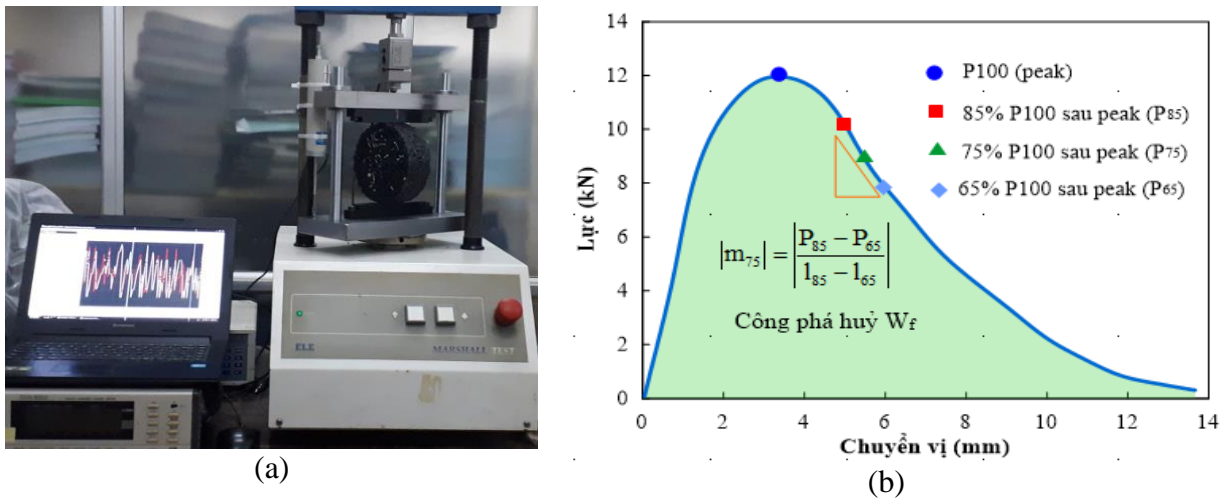 ELE
MARSHALL TEST
(a)
14
12
10
8
6
4
2
0
0 2 4 6 8 10 12 14
Lực (kN)
Chuyển vị (mm)
P100 (peak)
85% P100 sau peak (P85)
75% P100 sau peak (P75)
65% P100 sau peak (P65)
|m75| = |P85 − P65 / l85 − l65|
Công phá huỷ Wf
(b)